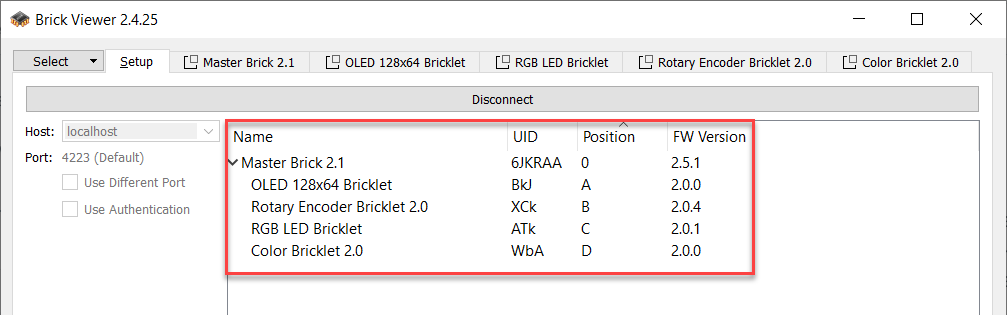 Brick Viewer 2.4.25
Select Setup Master Brick 2.1 OLED 128x64 Bricklet RGB LED Bricklet Rotary Encoder Bricklet 2.0 Color Bricklet 2.0
Disconnect
Host: localhost
Port: 4223 (Default)
Use Different Port
Use Authentication
Name UID Position FW Version
Master Brick 2.1 6JKRAA 0 2.5.1
OLED 128x64 Bricklet BkJ A 2.0.0
Rotary Encoder Bricklet 2.0 XCk B 2.0.4
RGB LED Bricklet ATk C 2.0.1
Color Bricklet 2.0 WbA D 2.0.0